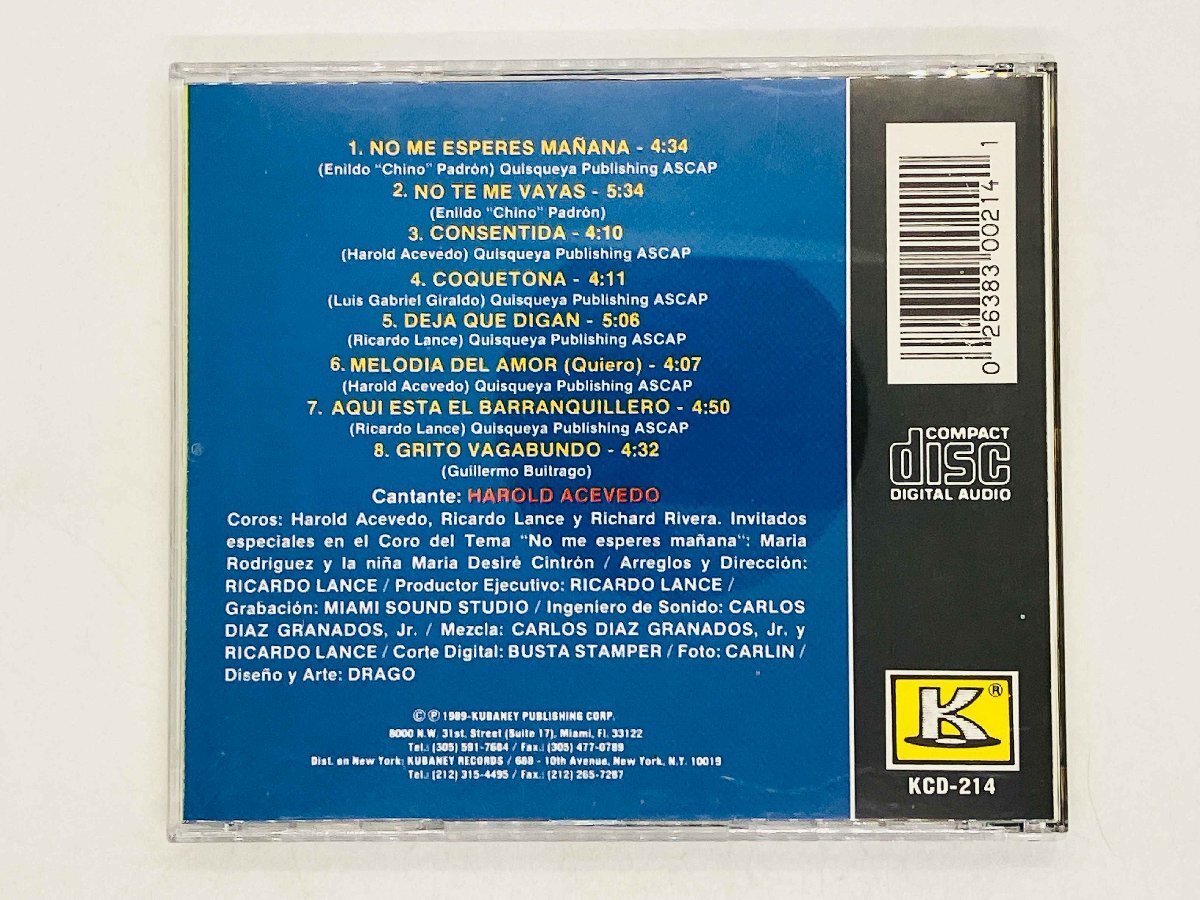 1. NO ME ESPERES MAÑANA - 4:34
(Enildo "Chino" Padrón) Quisqueya Publishing ASCAP
2. NO TE ME VAYAS - 5:34
(Enildo "Chino" Padrón)
3. CONSENTIDA - 4:10
(Harold Acevedo) Quisqueya Publishing ASCAP
4. COQUETONA - 4:11
(Luis Gabriel Giraldo) Quisqueya Publishing ASCAP
5. DEJA QUE DIGAN - 5:06
(Ricardo Lance) Quisqueya Publishing ASCAP
6. MELODIA DEL AMOR (Quiero) - 4:07
(Harold Acevedo) Quisqueya Publishing ASCAP
7. AQUI ESTA EL BARRANQUILLERO - 4:50
(Ricardo Lance) Quisqueya Publishing ASCAP
8. GRITO VAGABUNDO - 4:32
(Guillermo Buitrago)
Cantante: HAROLD ACEVEDO
Coros: Harold Acevedo, Ricardo Lance y Richard Rivera. Invitados
especiales en el Coro del Tema "No me esperes mañana": Maria
Rodriguez y la niña Maria Desiré Cintrón / Arreglos y Dirección:
RICARDO LANCE / Productor Ejecutivo: RICARDO LANCE /
Grabación: MIAMI SOUND STUDIO / Ingeniero de Sonido: CARLOS
DIAZ GRANADOS, Jr. / Mezcla: CARLOS DIAZ GRANADOS, Jr. y
RICARDO LANCE / Corte Digital: BUSTA STAMPER / Foto: CARLIN /
Diseño y Arte: DRAGO
© ℗ 1989-KUBANEY PUBLISHING CORP.
8000 N.W. 31st. Street (Suite 17), Miami, Fl. 33122
Tel.: (305) 591-7684 / Fax.: (305) 477-0789
Dist. en New York: KUBANEY RECORDS / 688 - 10th Avenue, New York, N.Y. 10019
Tel.: (212) 315-4495 / Fax.: (212) 265-7287
0 26383 00214 1
COMPACT
disc
DIGITAL AUDIO
K®
KCD-214